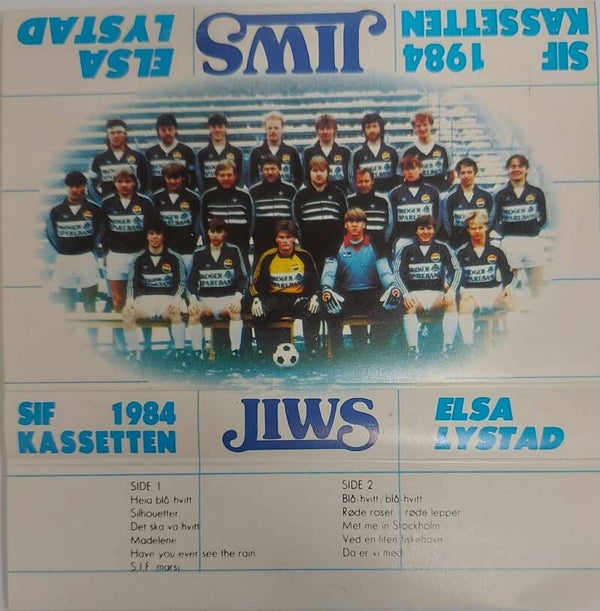 SIF 1984
KASSETTEN
JIWS
ELSA
LYSTAD
SIF 1984
KASSETTEN
JIWS
ELSA
LYSTAD
SIDE 1
Heia blå-hvitt
Silhouetter
Det ska va hvitt
Madelene
Have you ever see the rain
S.I.F. marsj
SIDE 2
Blå-hvitt/blå-hvitt
Røde roser - røde lepper
Met me in Stockholm
Ved en liten fiskehavn
Da er vi med